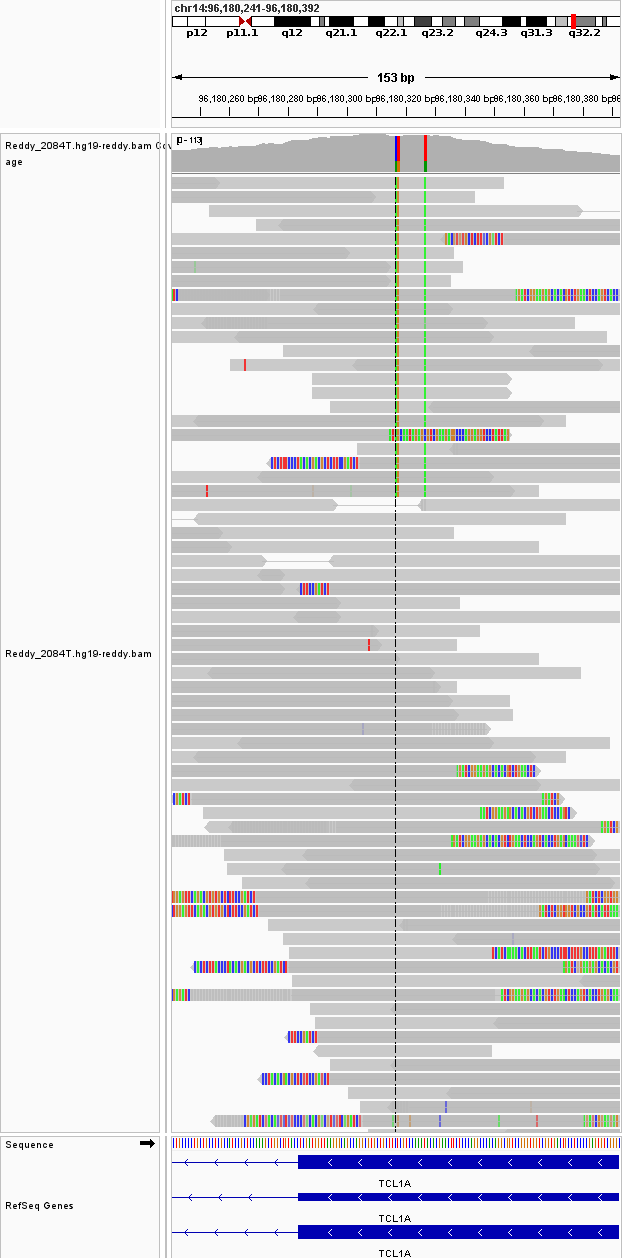 chr14:96,180,241-96,180,392
p12 p11.1 q12 q21.1 q22.1 q23.2 q24.3 q31.3 q32.2
153 bp
96,180,260 bp 96,180,280 bp 96,180,300 bp 96,180,320 bp 96,180,340 bp 96,180,360 bp 96,180,380 bp 96
Reddy_2084T.hg19-reddy.bam Cov
age
[0 - 113]
Reddy_2084T.hg19-reddy.bam
Sequence
TCL1A
RefSeq Genes
TCL1A
TCL1A